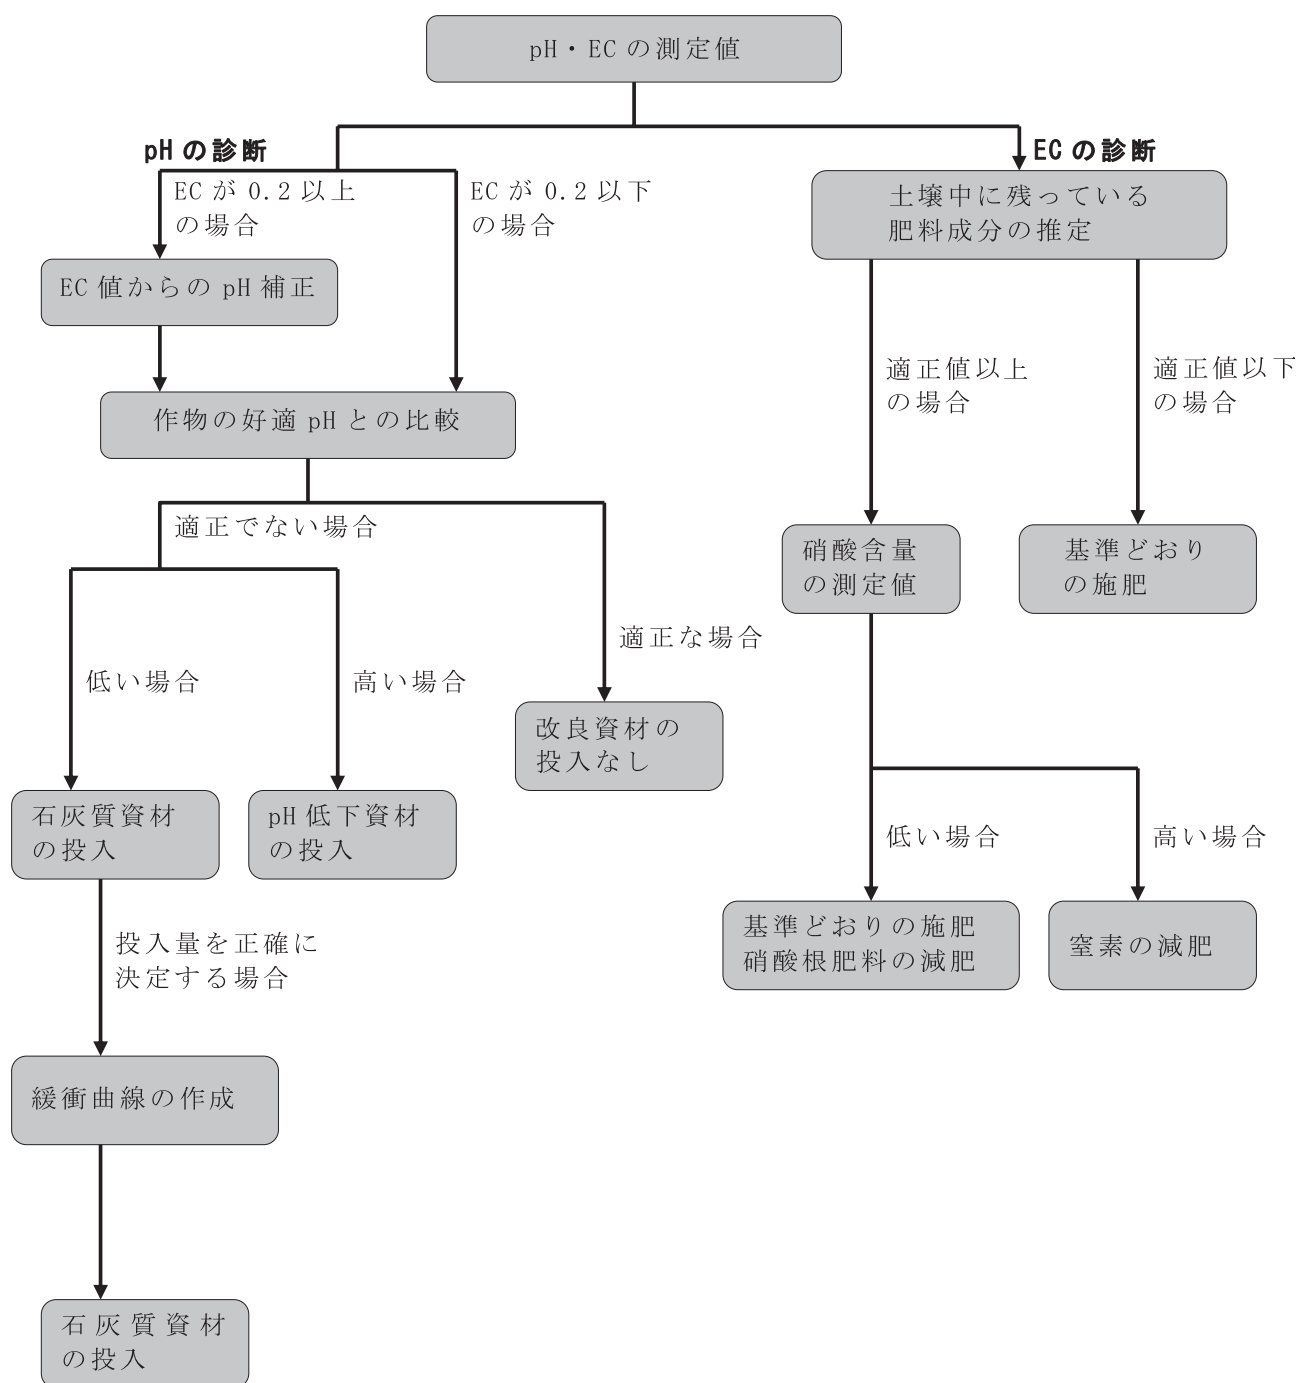 pH・ECの測定値
pHの診断
ECが0.2以上
の場合
ECが0.2以下
の場合
EC値からのpH補正
作物の好適pHとの比較
適正でない場合
低い場合
高い場合
適正な場合
改良資材の
投入なし
石灰質資材
の投入
pH低下資材
の投入
投入量を正確に
決定する場合
緩衝曲線の作成
石灰質資材
の投入
ECの診断
土壌中に残っている
肥料成分の推定
適正値以上
の場合
適正値以下
の場合
硝酸含量
の測定値
基準どおり
の施肥
低い場合
高い場合
基準どおりの施肥
硝酸根肥料の減肥
窒素の減肥